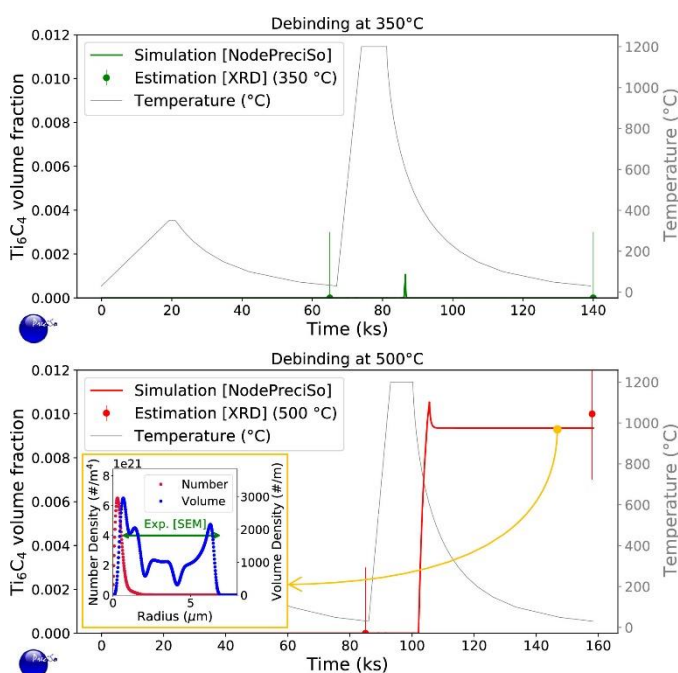 Debinding at 350°C
Simulation [NodePreciSo]
Estimation [XRD] (350 °C)
Temperature (°C)
0.012
0.010
0.008
0.006
0.004
0.002
0.000
Ti6C4 volume fraction
1200
1000
800
600
400
200
0
Temperature (°C)
0 20 40 60 80 100 120 140
Time (ks)
PreciSo
Debinding at 500°C
Simulation [NodePreciSo]
Estimation [XRD] (500 °C)
Temperature (°C)
0.012
0.010
0.008
0.006
0.004
0.002
0.000
Ti6C4 volume fraction
1200
1000
800
600
400
200
0
Temperature (°C)
1e21
Number
Volume
Exp. [SEM]
8
6
4
2
0
Number Density (#/m4)
3000
2000
1000
0
Volume Density (#/m)
0 5
Radius (μm)
0 20 40 60 80 100 120 140 160
Time (ks)
PreciSo